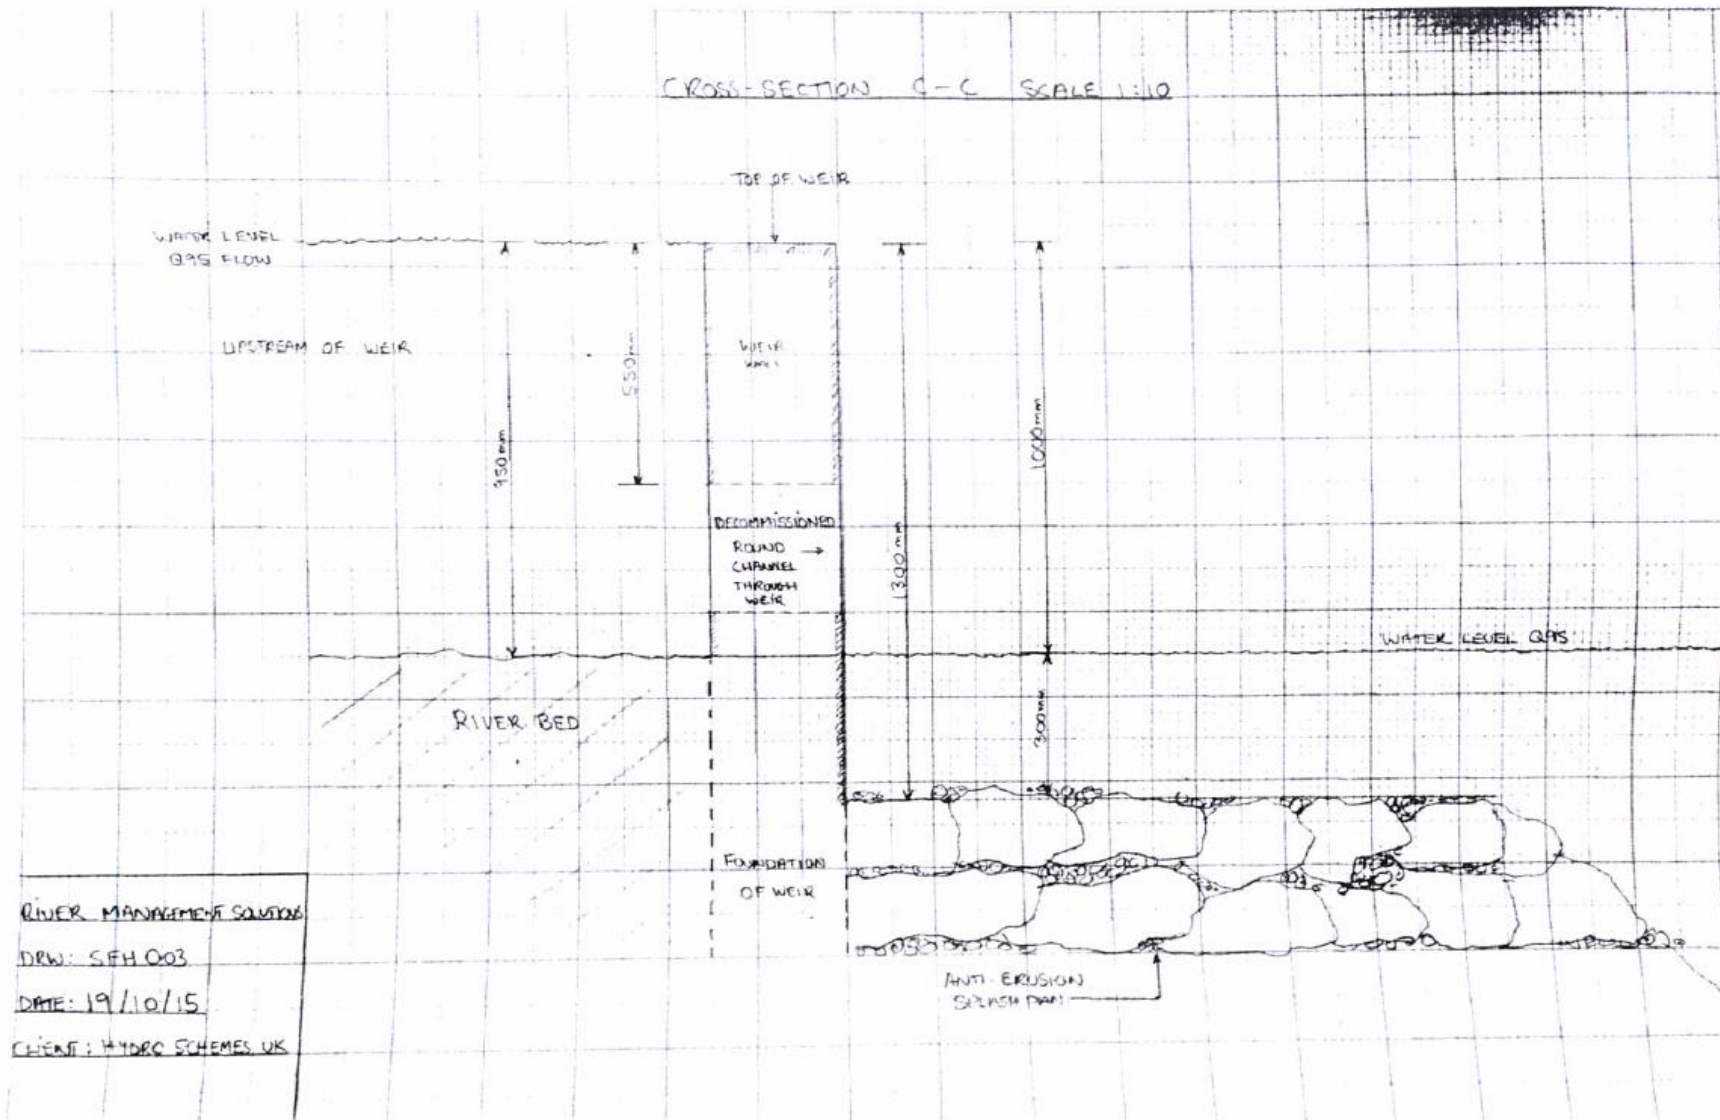 CROSS-SECTION C-C SCALE 1:10
TOP OF WEIR
WATER LEVEL
Q95 FLOW
UPSTREAM OF WEIR
WEIR
WALL
550mm
950mm
1000mm
1300mm
DECOMMISSIONED
ROUND →
CHANNEL
THROUGH
WEIR
WATER LEVEL Q95
RIVER BED
300mm
FOUNDATION
OF WEIR
ANTI-EROSION
SPLASH PAN
RIVER MANAGEMENT SOLUTIONS
DRW: SFH 003
DATE: 19/10/15
CLIENT: HYDRO SCHEMES UK